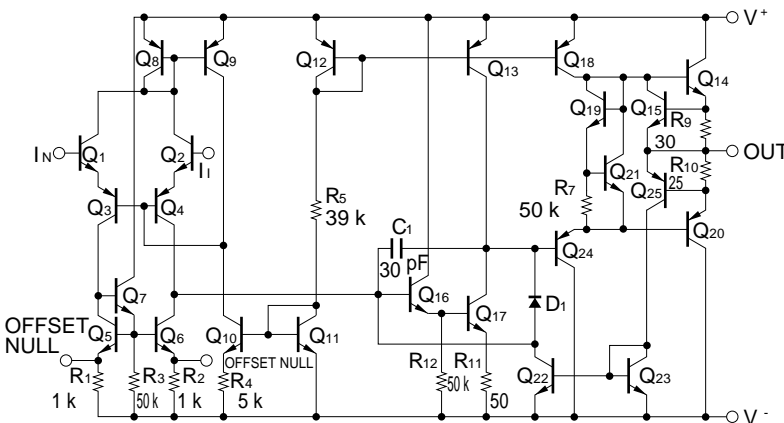 V+
Q8
Q9
Q12
Q13
Q18
Q14
Q19
Q15
R9
30
IN
Q1
Q2
II
OUT
R10
25
Q21
Q25
Q3
Q4
R5
39 k
R7
50 k
C1
30 pF
Q20
Q24
Q7
Q16
Q17
D1
OFFSET
NULL
Q5
Q6
Q10
Q11
OFFSET NULL
R12
50 k
R11
50
Q22
Q23
R1
1 k
R3
50k
R2
1 k
R4
5 k
V-